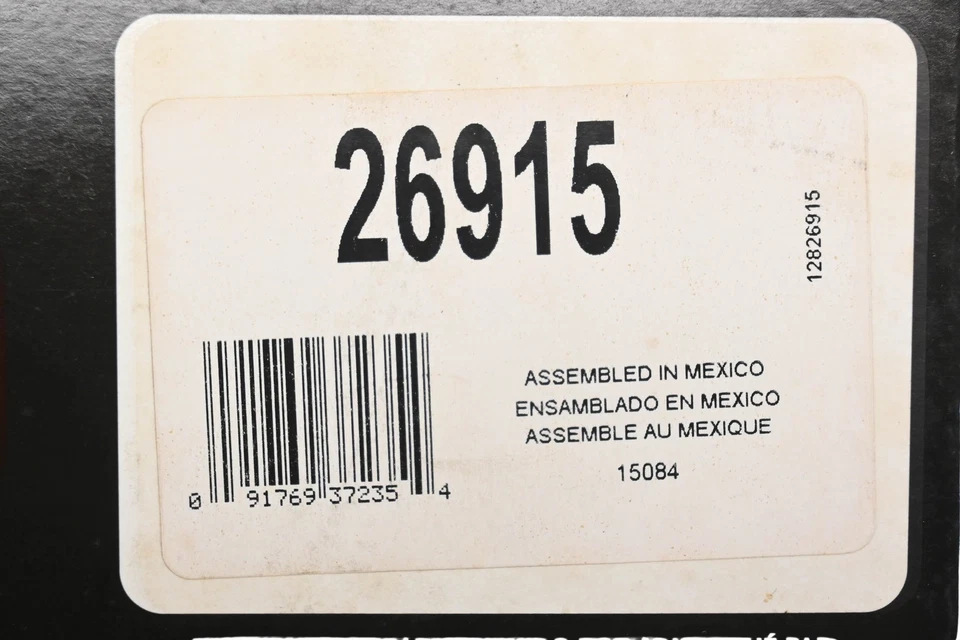 26915
12826915
ASSEMBLED IN MEXICO
ENSAMBLADO EN MEXICO
ASSEMBLE AU MEXIQUE
15084
0 91769 37235 4